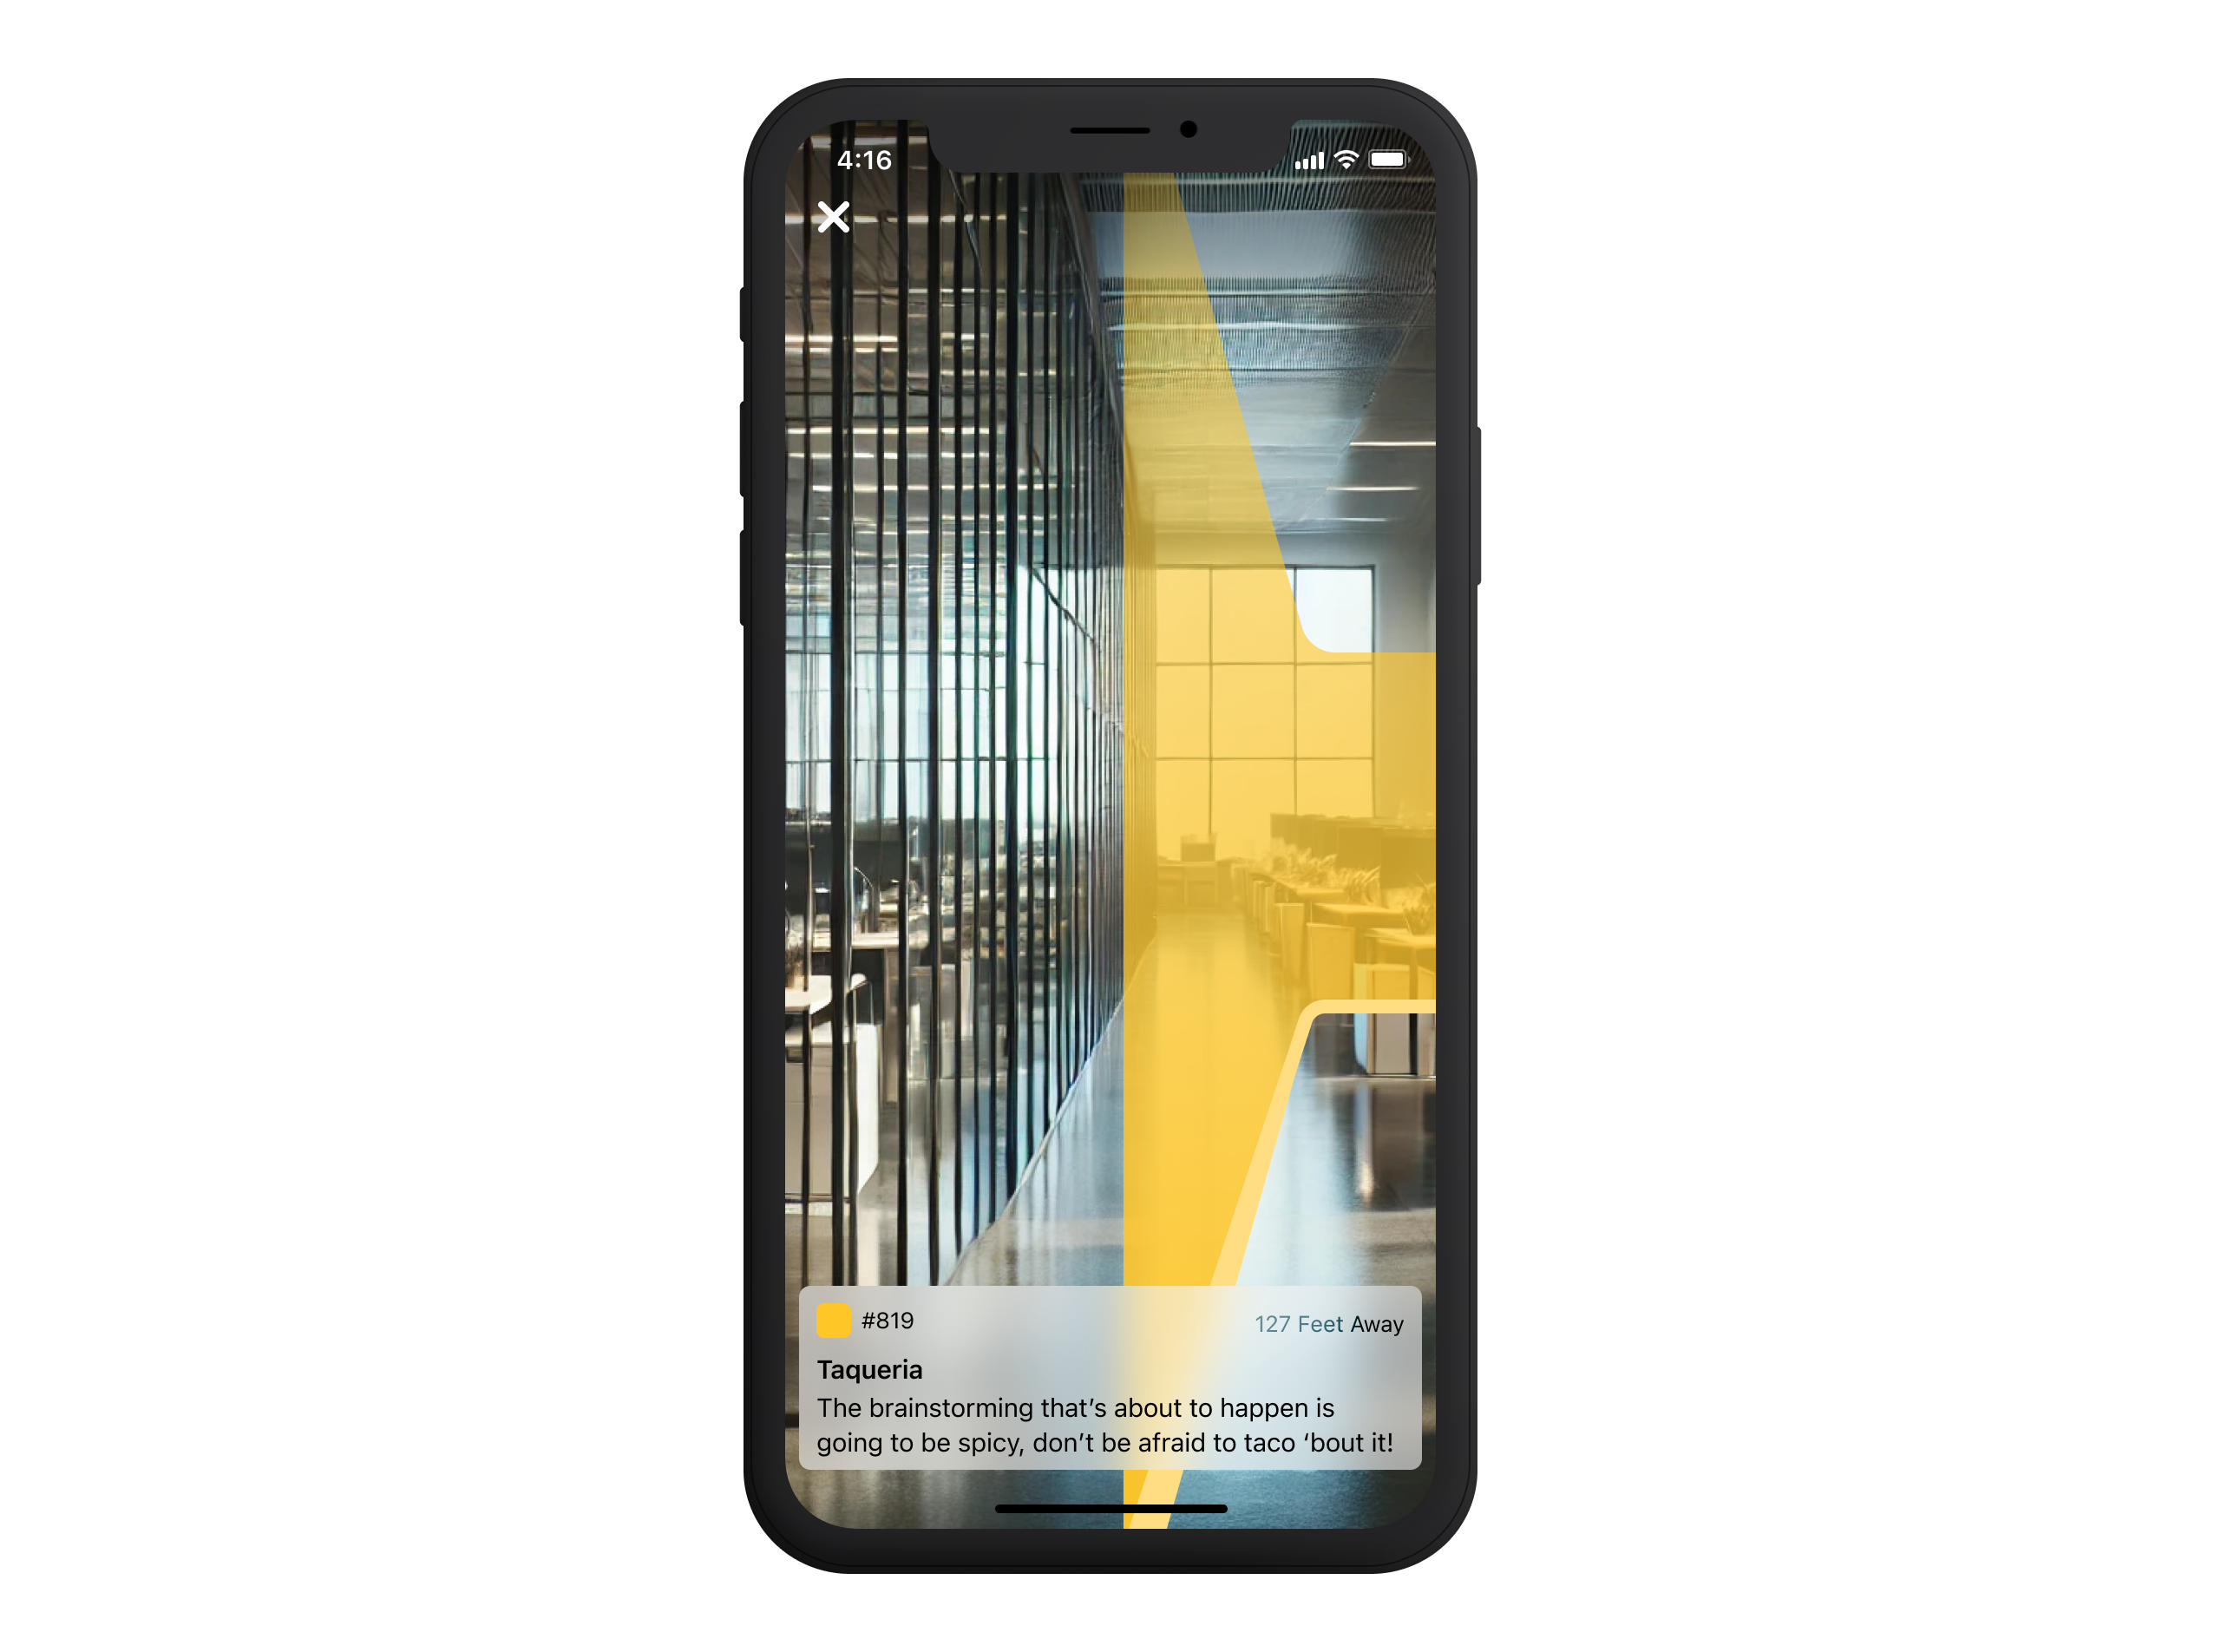 4:16
#819
127 Feet Away
Taqueria
The brainstorming that’s about to happen is
going to be spicy, don’t be afraid to taco ‘bout it!